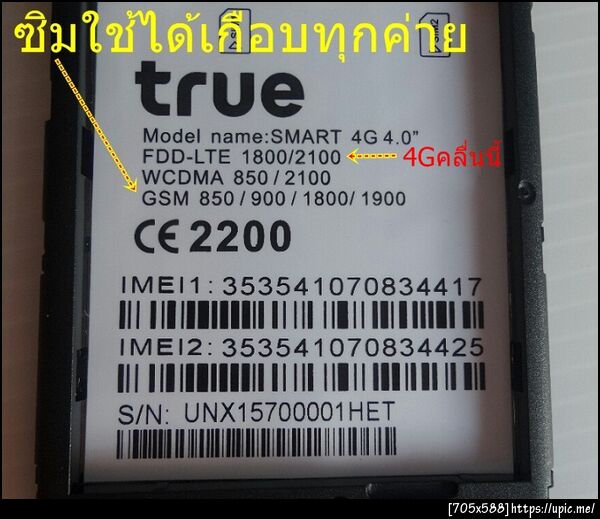 ซิมใช้ได้เกือบทุกค่าย
SIM2
true
Model name:SMART 4G 4.0"
FDD-LTE 1800/2100
4Gคลื่นนี้
WCDMA 850 / 2100
GSM 850 / 900 / 1800/ 1900
CE2200
IMEI1: 353541070834417
IMEI2: 353541070834425
S/N: UNX15700001HET
[705x588]https://upic.me/